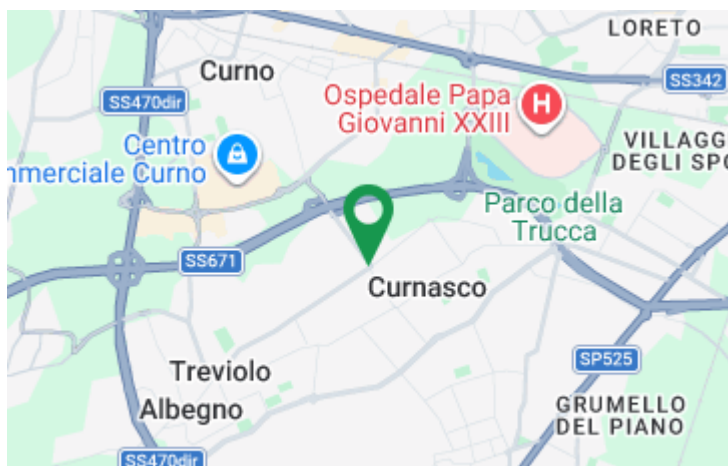 LORETO
Curno
SS342
SS470dir
Ospedale Papa
Giovanni XXIII
H
Centro
mmerciale Curno
VILLAGG
DEGLI SPO
Parco della
Trucca
SS671
Curnasco
Treviolo
SP525
Albegno
GRUMELLO
DEL PIANO
SS470dir